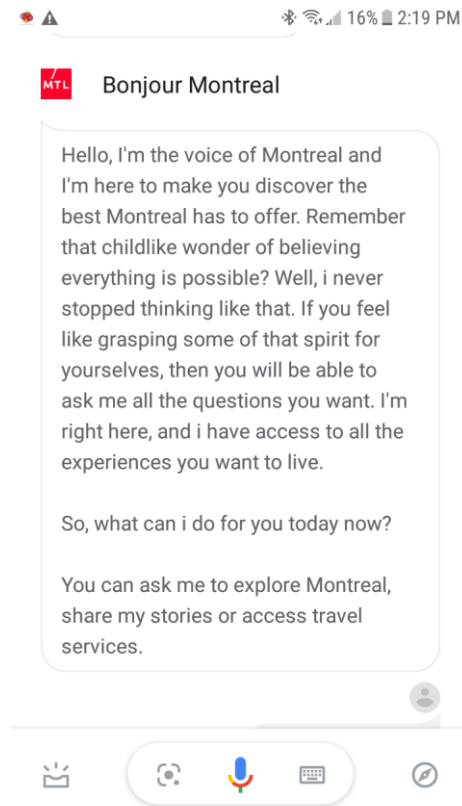 16% 2:19 PM
MTL
Bonjour Montreal
Hello, I'm the voice of Montreal and
I'm here to make you discover the
best Montreal has to offer. Remember
that childlike wonder of believing
everything is possible? Well, i never
stopped thinking like that. If you feel
like grasping some of that spirit for
yourselves, then you will be able to
ask me all the questions you want. I'm
right here, and i have access to all the
experiences you want to live.
So, what can i do for you today now?
You can ask me to explore Montreal,
share my stories or access travel
services.